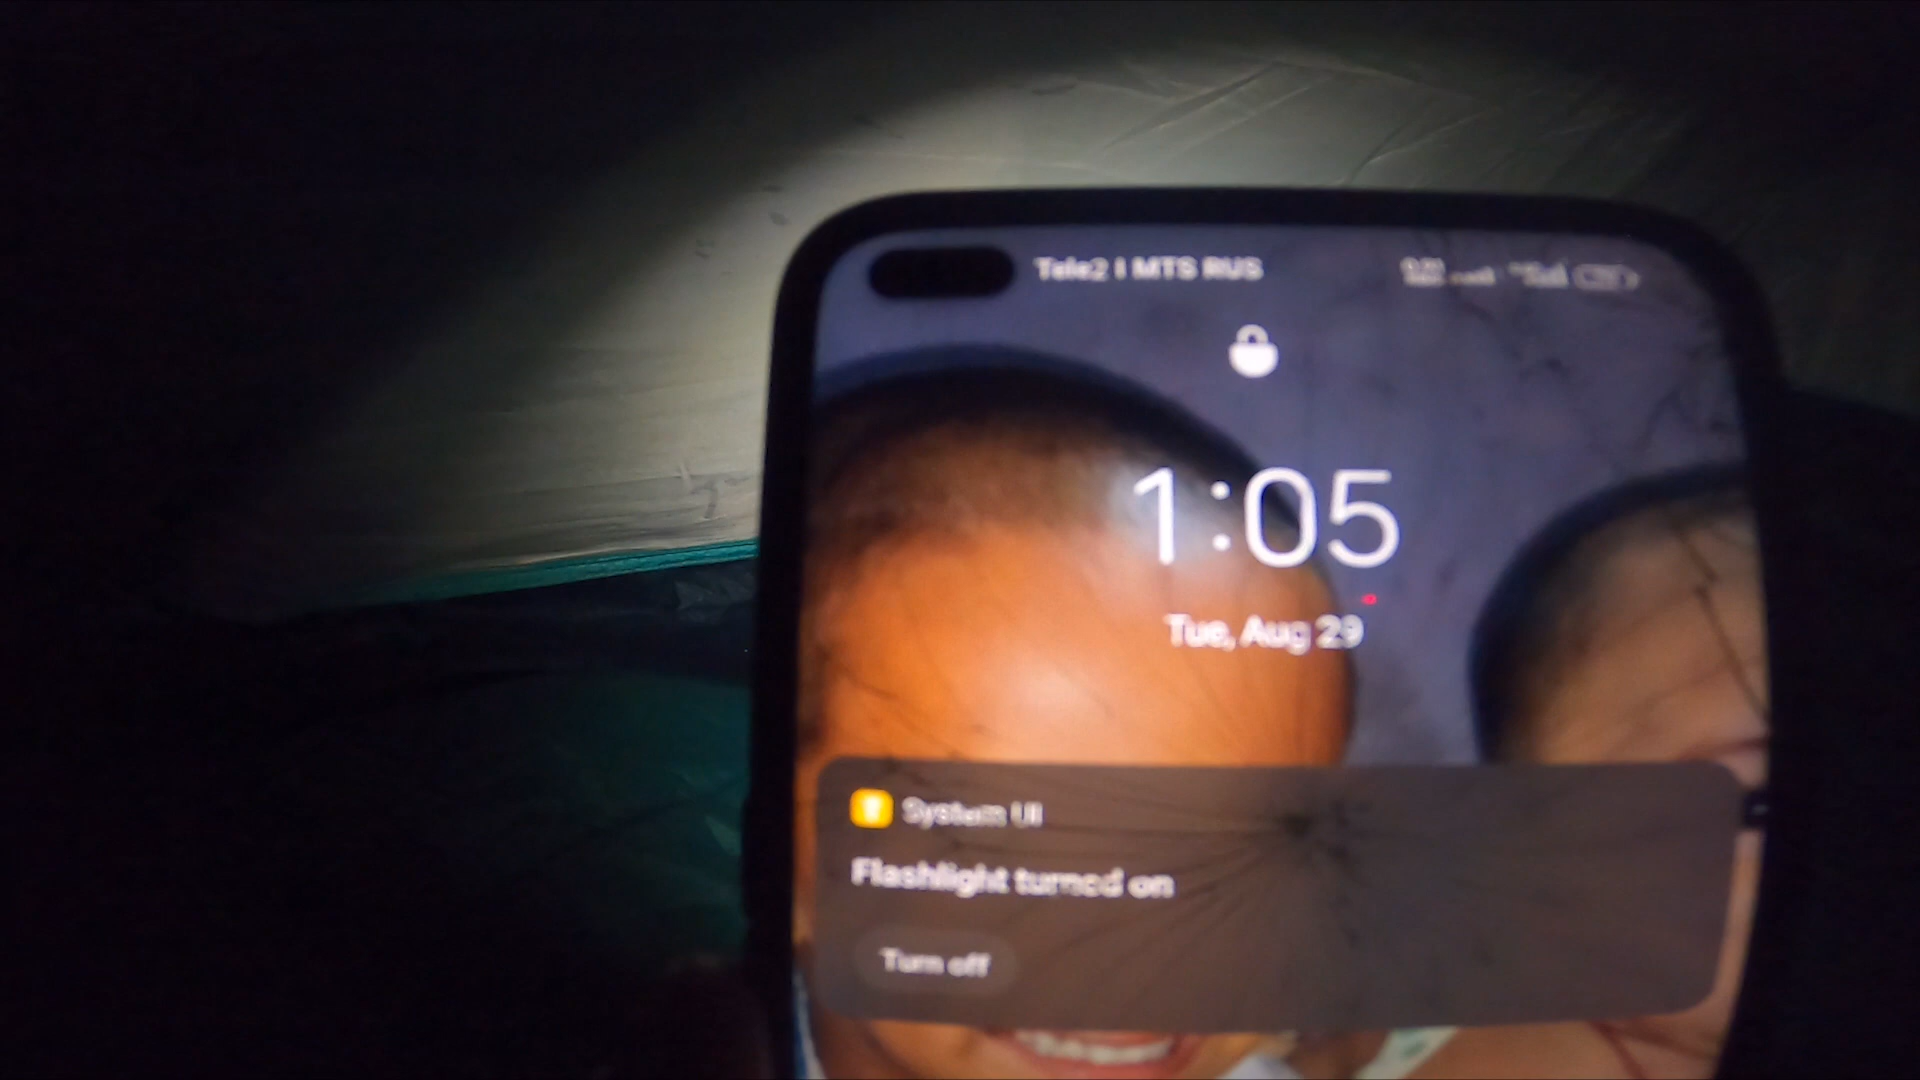 Tele2 | MTS RUS
1:05
Tue, Aug 29
System UI
Flashlight turned on
Turn off